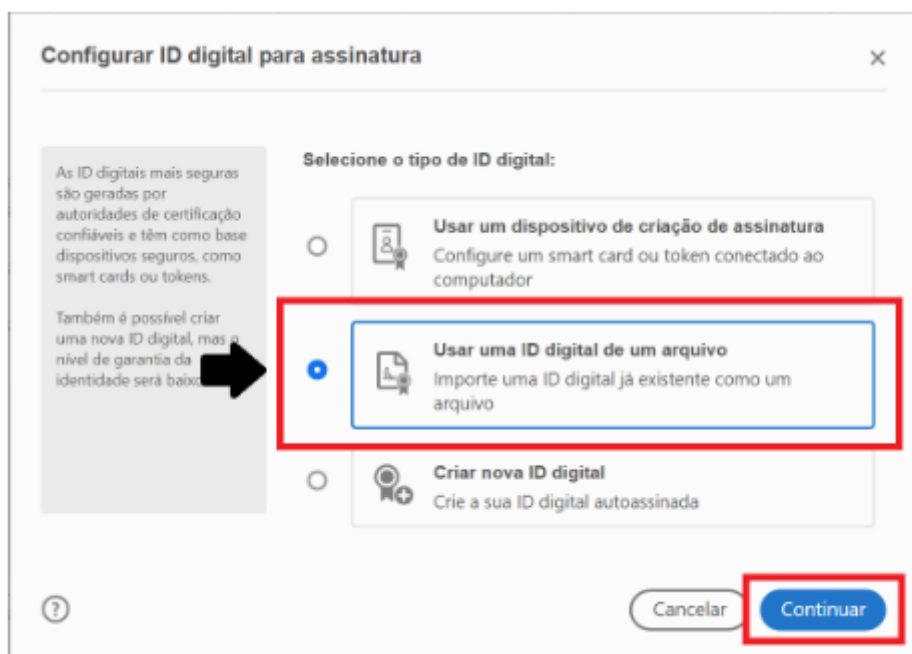 Configurar ID digital para assinatura
As ID digitais mais seguras
são geradas por
autoridades de certificação
confiáveis e têm como base
dispositivos seguros, como
smart cards ou tokens.
Também é possível criar
uma nova ID digital, mas o
nível de garantia da
identidade será
Selecione o tipo de ID digital:
Usar um dispositivo de criação de assinatura
Configure um smart card ou token conectado ao
computador
Usar uma ID digital de um arquivo
Importe uma ID digital já existente como um
arquivo
Criar nova ID digital
Crie a sua ID digital autoassinada
Cancelar
Continuar